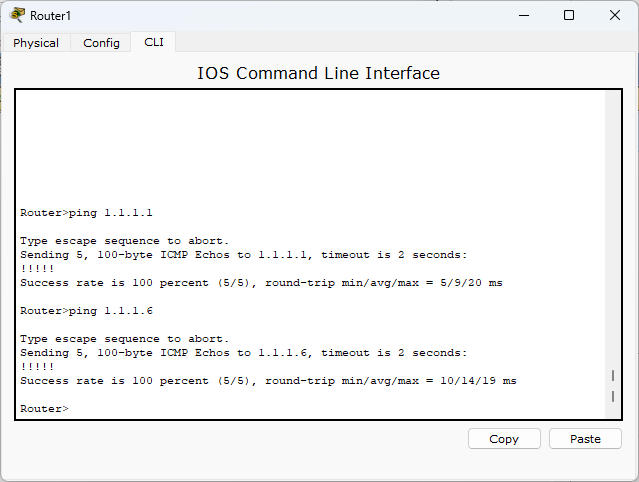 Router1
Physical Config CLI
IOS Command Line Interface
Router>ping 1.1.1.1
Type escape sequence to abort.
Sending 5, 100-byte ICMP Echos to 1.1.1.1, timeout is 2 seconds:
!!!!!
Success rate is 100 percent (5/5), round-trip min/avg/max = 5/9/20 ms
Router>ping 1.1.1.6
Type escape sequence to abort.
Sending 5, 100-byte ICMP Echos to 1.1.1.6, timeout is 2 seconds:
!!!!!
Success rate is 100 percent (5/5), round-trip min/avg/max = 10/14/19 ms
Router>
Copy Paste